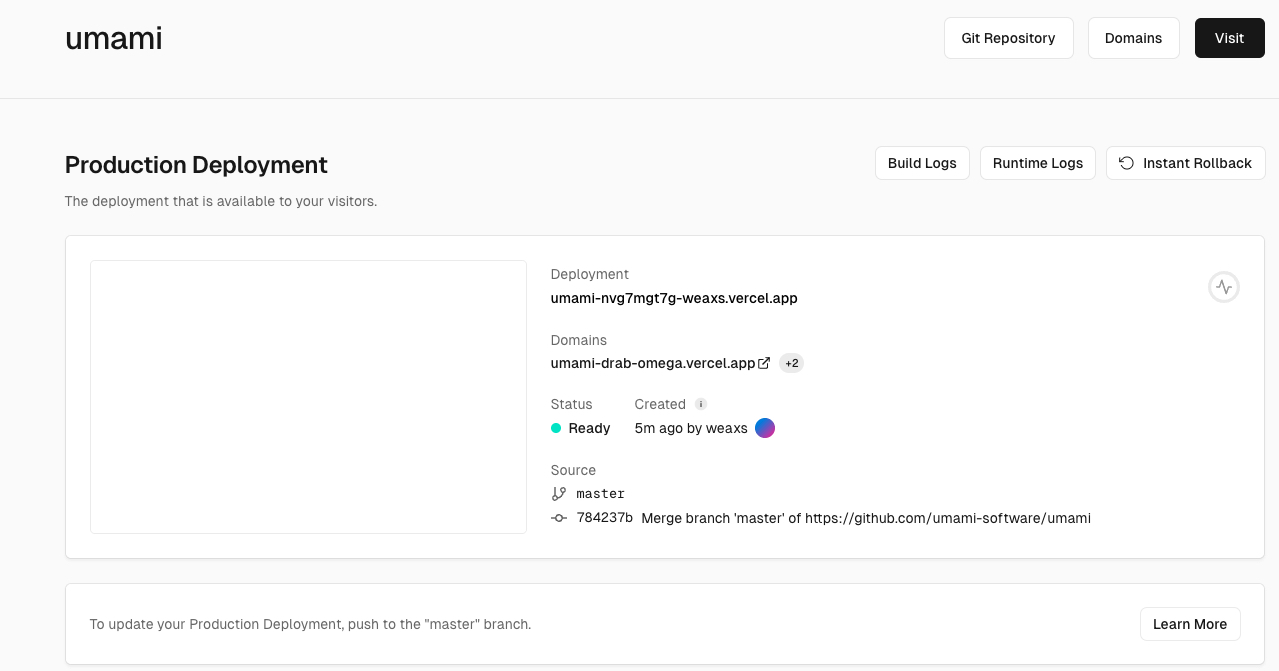 umami
Git Repository
Domains
Visit
Production Deployment
Build Logs
Runtime Logs
Instant Rollback
The deployment that is available to your visitors.
Deployment
umami-nvg7mgt7g-weaxs.vercel.app
Domains
umami-drab-omega.vercel.app +2
Status
Created
Ready
5m ago by weaxs
Source
master
784237b Merge branch 'master' of https://github.com/umami-software/umami
To update your Production Deployment, push to the "master" branch.
Learn More